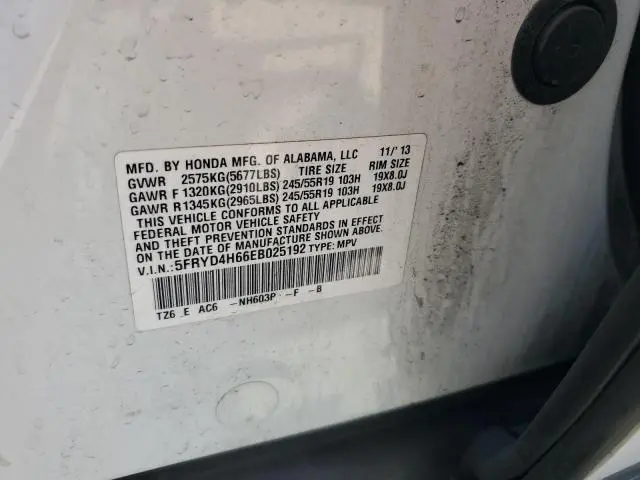 MFD. BY HONDA MFG. OF ALABAMA, LLC 11/'13
GVWR 2575KG(5677LBS) TIRE SIZE RIM SIZE
GAWR F 1320KG(2910LBS) 245/55R19 103H 19X8.0J
GAWR R 1345KG(2965LBS) 245/55R19 103H 19X8.0J
THIS VEHICLE CONFORMS TO ALL APPLICABLE
FEDERAL MOTOR VEHICLE SAFETY
AND THEFT PREVENTION STANDARDS IN EFFECT
ON THE DATE OF MANUFACTURE SHOWN ABOVE.
V.I.N.:5FRYD4H66EB025192 TYPE: MPV
TZ6 E AC6 -NH603P -F -B